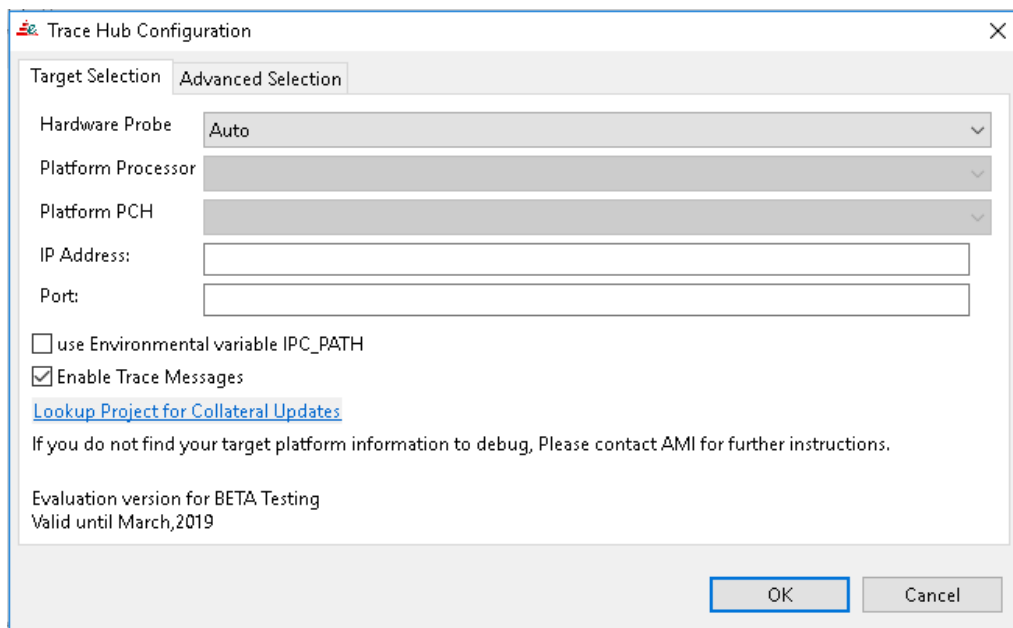 Trace Hub Configuration
Target Selection
Advanced Selection
Hardware Probe
Auto
Platform Processor
Platform PCH
IP Address:
Port:
use Environmental variable IPC_PATH
Enable Trace Messages
Lookup Project for Collateral Updates
If you do not find your target platform information to debug, Please contact AMI for further instructions.
Evaluation version for BETA Testing
Valid until March,2019
OK
Cancel